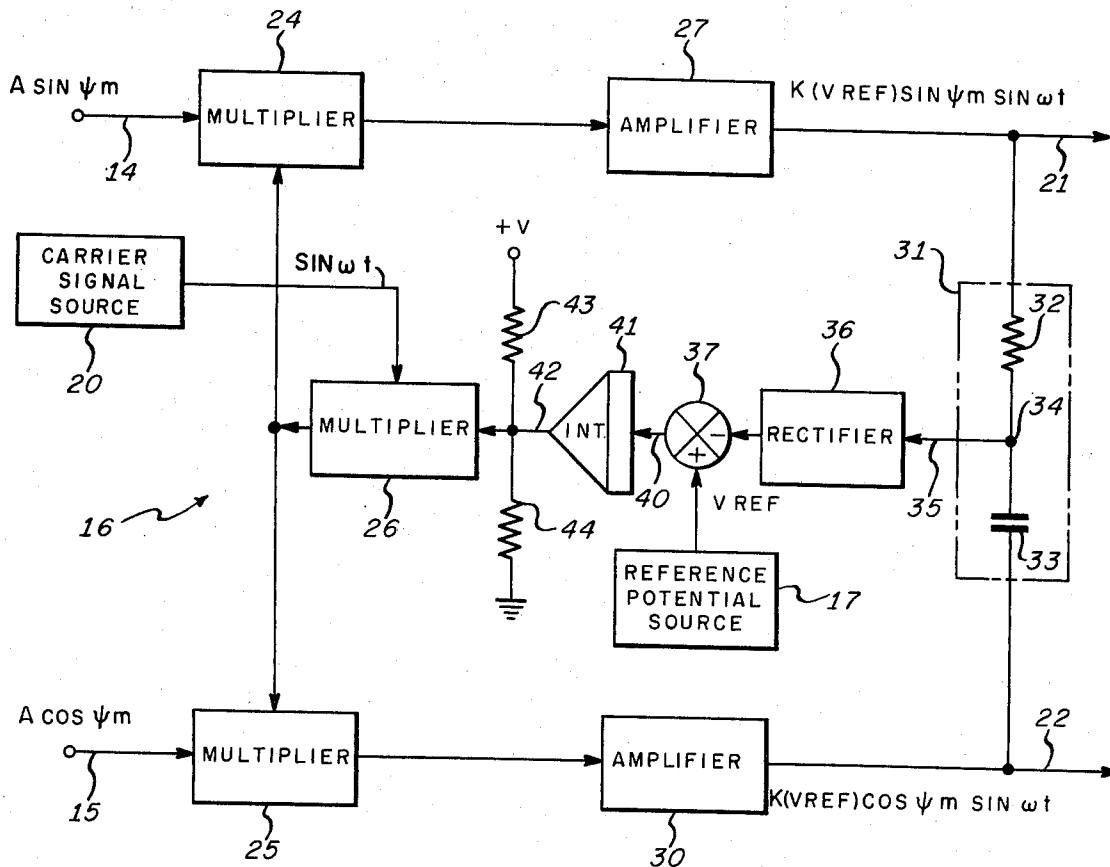 24
27
A SIN ψm
MULTIPLIER
AMPLIFIER
K (V REF) SIN ψm SIN ωt
14
21
+V
CARRIER
SIGNAL
SOURCE
SIN ωt
20
31
32
43
41
36
37
42
34
MULTIPLIER
INT.
−
+
RECTIFIER
40
35
V REF
16
26
44
33
REFERENCE
POTENTIAL
SOURCE
17
A COS ψm
MULTIPLIER
AMPLIFIER
22
15
K(VREF)COS ψm SIN ωt
25
30